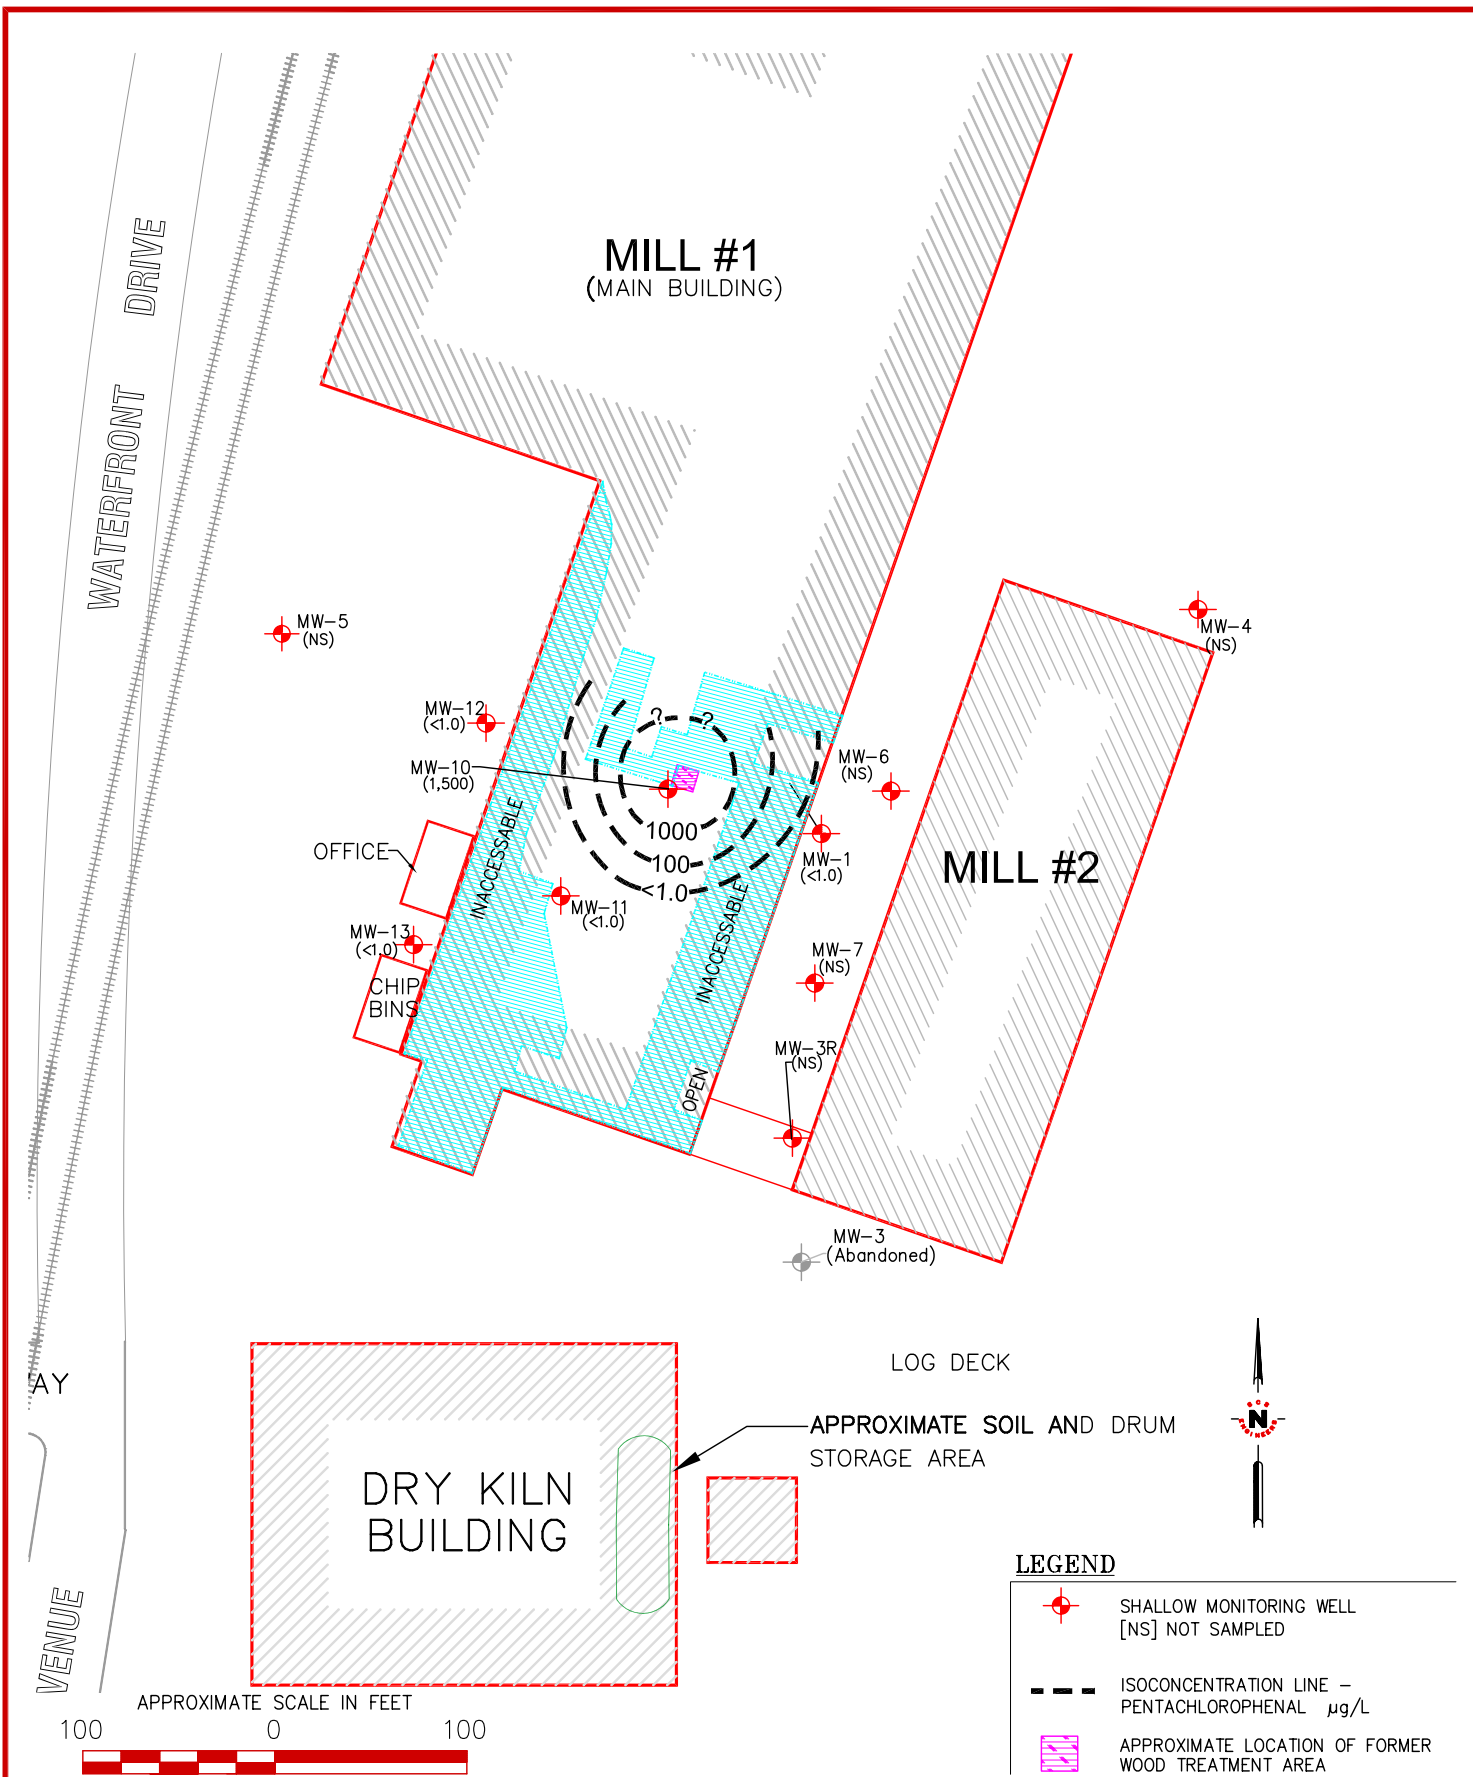 WATERFRONT DRIVE
MILL #1
(MAIN BUILDING)
MW-5
(NS)
MW-4
(NS)
MW-12
(<1.0)
MW-10
(1,500)
? ?
MW-6
(NS)
1000
100
<1.0
OFFICE
MW-1
(<1.0)
MILL #2
INACCESSABLE
INACCESSABLE
MW-11
(<1.0)
MW-13
(<1.0)
MW-7
(NS)
CHIP
BINS
MW-3R
(NS)
OPEN
MW-3
(Abandoned)
LOG DECK
AY
APPROXIMATE SOIL AND DRUM
STORAGE AREA
N
DRY KILN
BUILDING
VENUE
APPROXIMATE SCALE IN FEET
100 0 100
LEGEND
SHALLOW MONITORING WELL
[NS] NOT SAMPLED
ISOCONCENTRATION LINE –
PENTACHLOROPHENAL µg/L
APPROXIMATE LOCATION OF FORMER
WOOD TREATMENT AREA